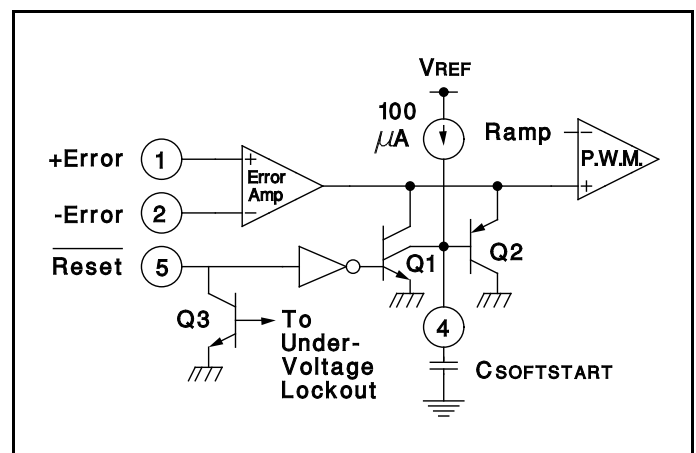 VREF
100
μA
Ramp
−
P.W.M.
+
+Error
1
+
Error
Amp
−
-Error
2
Reset
5
Q1
Q2
Q3
To
Under-
Voltage
Lockout
4
CSOFTSTART